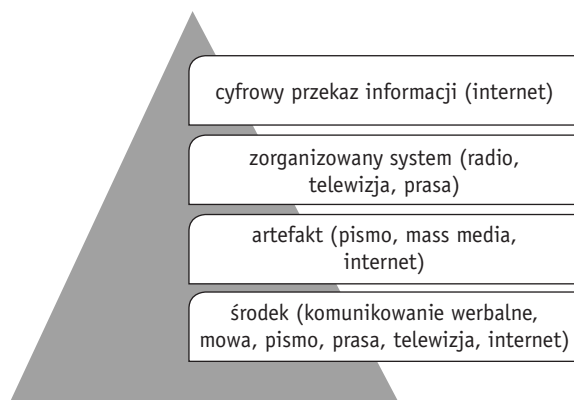 cyfrowy przekaz informacji (internet)
zorganizowany system (radio,
telewizja, prasa)
artefakt (pismo, mass media,
internet)
środek (komunikowanie werbalne,
mowa, pismo, prasa, telewizja, internet)